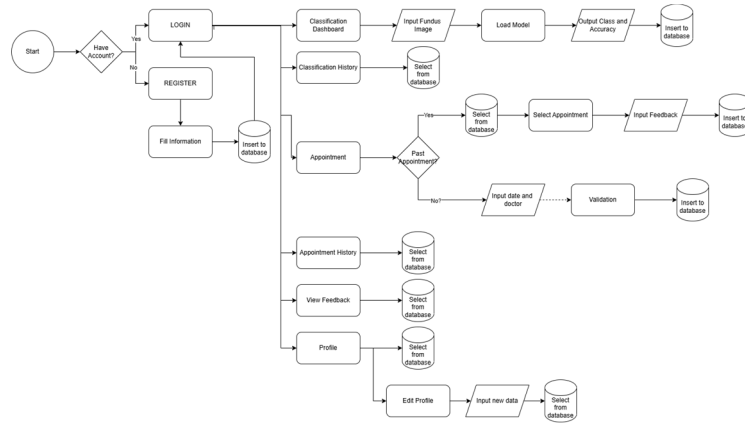 Start
Have
Account?
Yes
No
LOGIN
REGISTER
Fill Information
Insert to
database
Classification
Dashboard
Input Fundus
Image
Load Model
Output Class and
Accuracy
Insert to
database
Classification History
Select
from
database
Appointment
Past
Appointment?
Yes
Select
from
database
Select Appointment
Input Feedback
Insert to
database
No?
Input date and
doctor
Validation
Insert to
database
Appointment History
Select
from
database
View Feedback
Select
from
database
Profile
Select
from
database
Edit Profile
Input new data
Select
from
database